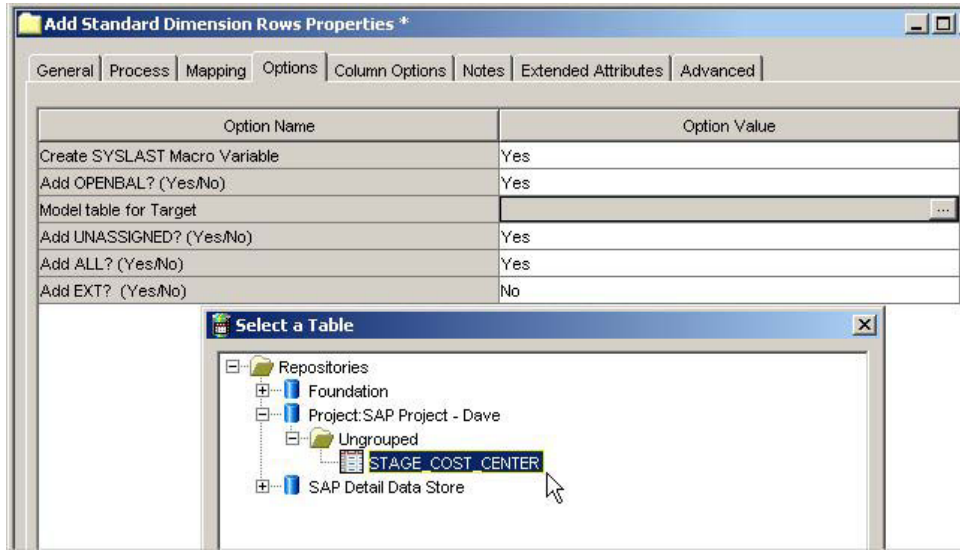 Add Standard Dimension Rows Properties *
General Process Mapping Options Column Options Notes Extended Attributes Advanced
Option Name Option Value
Create SYSLAST Macro Variable Yes
Add OPENBAL? (Yes/No) Yes
Model table for Target ...
Add UNASSIGNED? (Yes/No) Yes
Add ALL? (Yes/No) Yes
Add EXT? (Yes/No) No
Select a Table
Repositories
Foundation
Project:SAP Project - Dave
Ungrouped
STAGE_COST_CENTER
SAP Detail Data Store